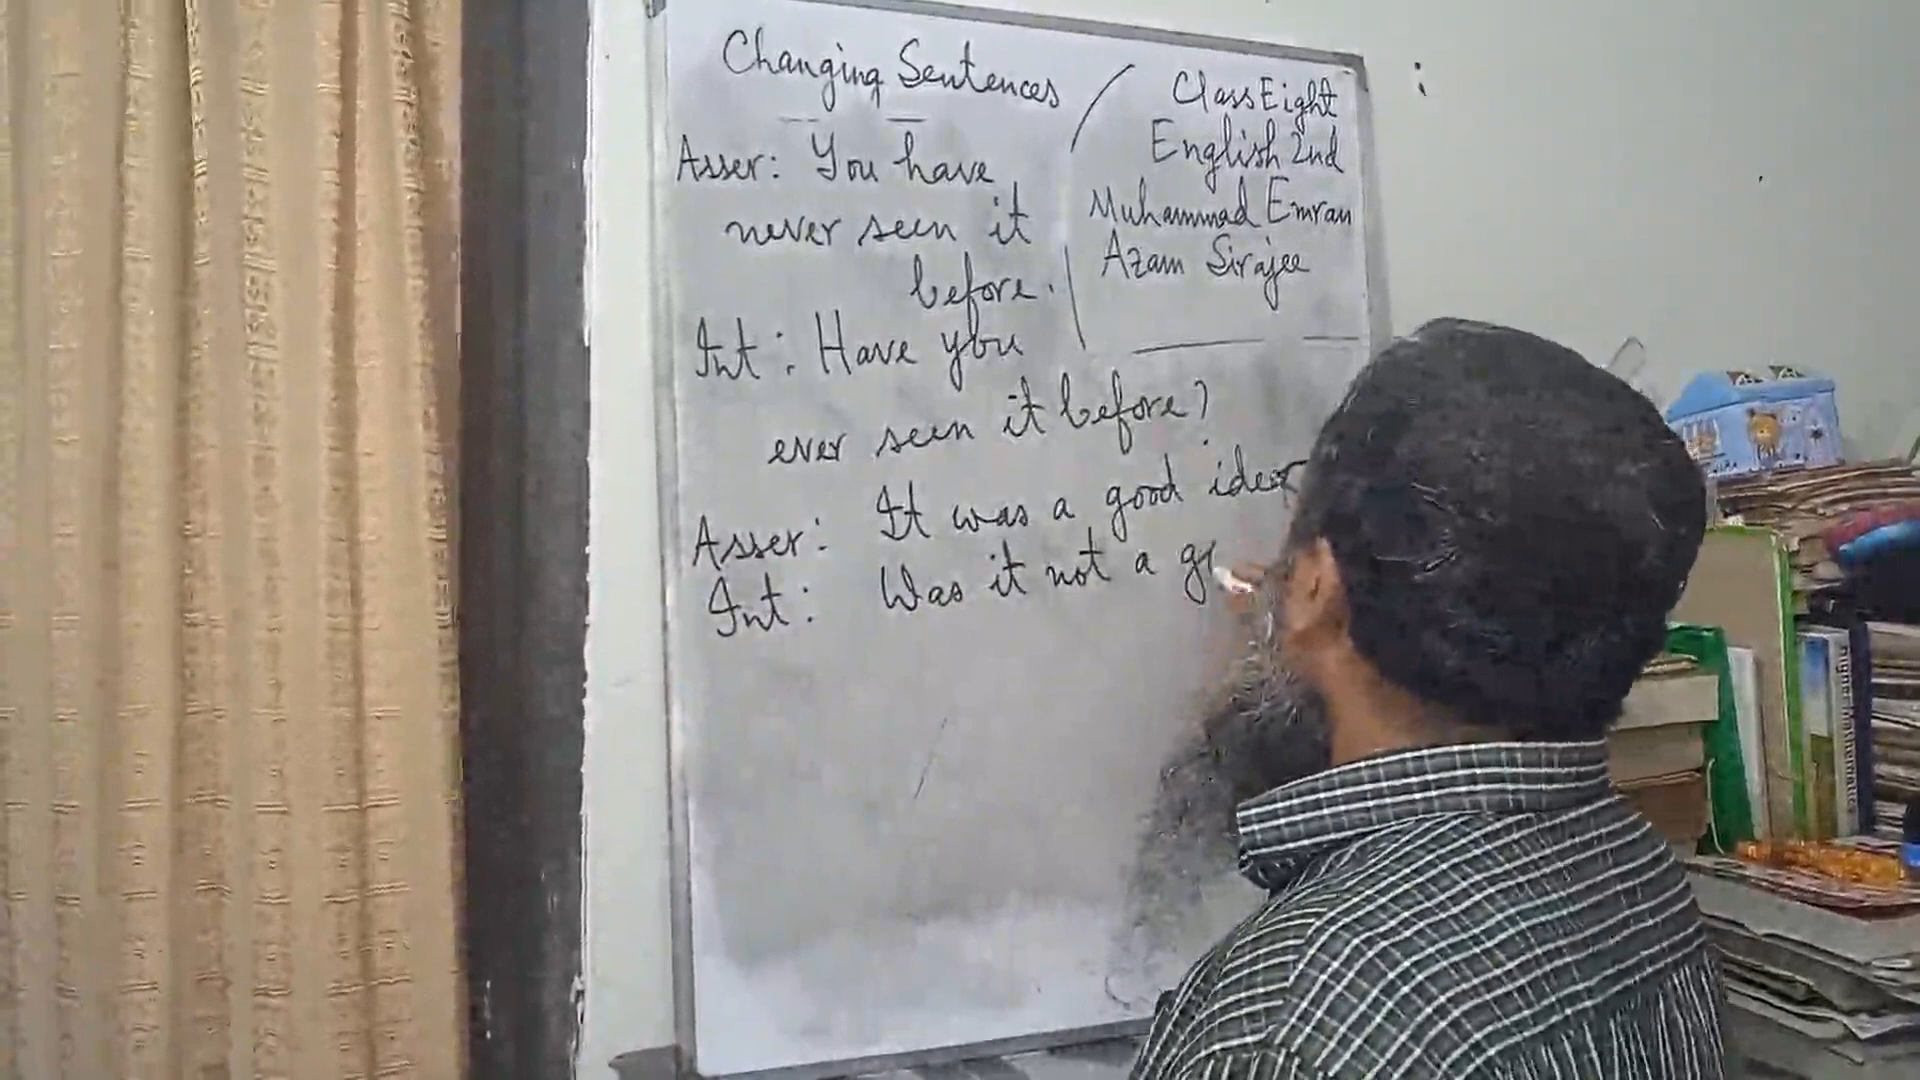 Changing Sentences
Asser: You have
never seen it
before.
Int: Have you
ever seen it before?
Asser: It was a good idea
Int: Was it not a
Class Eight
English 2nd
Muhammad Emran
Azam Sirajee